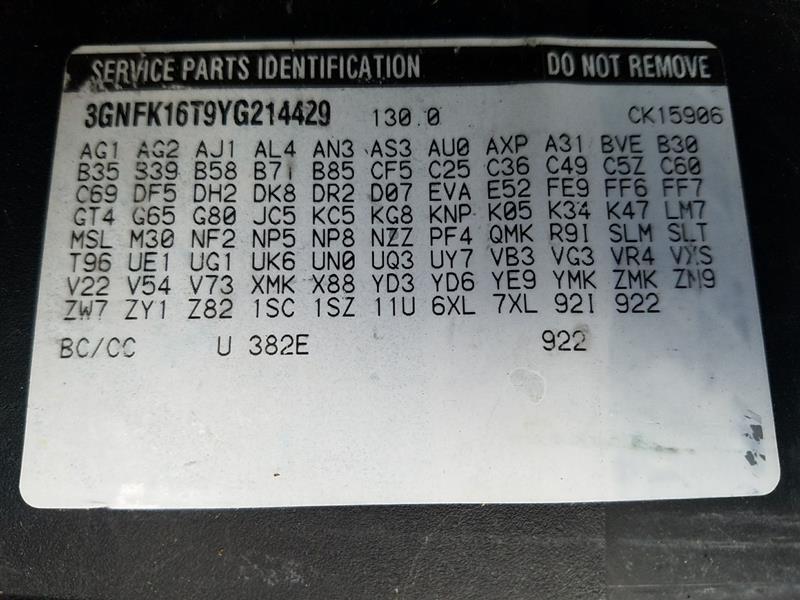 SERVICE PARTS IDENTIFICATION DO NOT REMOVE
3GNFK16T9YG214429 130.0 CK15906
AG1 AG2 AJ1 AL4 AN3 AS3 AU0 AXP A31 BVE B30
B35 B39 B58 B71 B85 CF5 C25 C36 C49 C5Z C60
C69 DF5 DH2 DK8 DR2 D07 EVA E52 FE9 FF6 FF7
GT4 G65 G80 JC5 KC5 KG8 KNP K05 K34 K47 LM7
MSL M30 NF2 NP5 NP8 NZZ PF4 QMK R9I SLM SLT
T96 UE1 UG1 UK6 UN0 UQ3 UY7 VB3 VG3 VR4 VXS
V22 V54 V73 XMK X88 YD3 YD6 YE9 YMK ZMK ZM9
ZW7 ZY1 Z82 1SC 1SZ 11U 6XL 7XL 92I 922
BC/CC U 382E 922